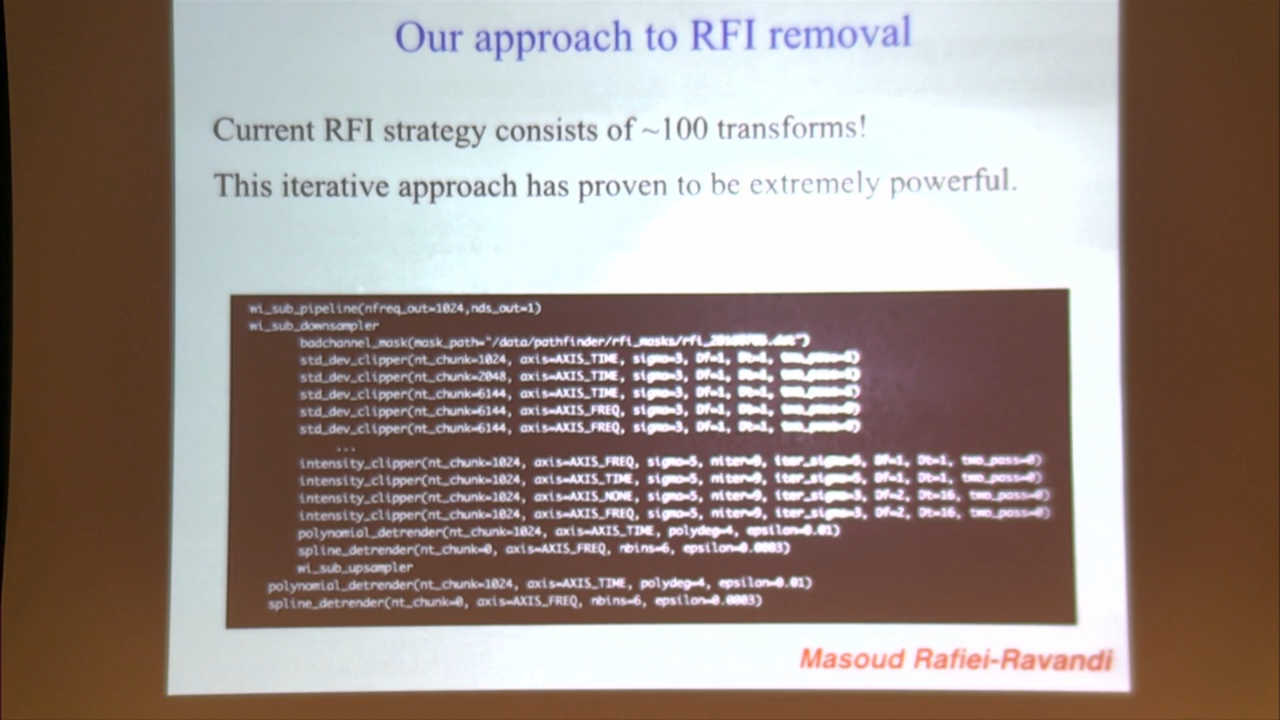 Our approach to RFI removal
Current RFI strategy consists of ~100 transforms!
This iterative approach has proven to be extremely powerful.
wi_sub_pipeline(nfreq_out=1024,nds_out=1)
wi_sub_downsampler
badchannel_mask(mask_path="/data/pathfinder/rfi_masks/
std_dev_clipper(nt_chunk=1024, axis=AXIS_TIME, sigma=3, Df=1, Dt=1,
std_dev_clipper(nt_chunk=2048, axis=AXIS_TIME, sigma=3, Df=1, Dt=1,
std_dev_clipper(nt_chunk=6144, axis=AXIS_TIME, sigma=3, Df=1, Dt=1,
std_dev_clipper(nt_chunk=6144, axis=AXIS_FREQ, sigma=3, Df=1, Dt=1,
std_dev_clipper(nt_chunk=6144, axis=AXIS_FREQ, sigma=3, Df=1, Dt=1,
...
intensity_clipper(nt_chunk=1024, axis=AXIS_FREQ, sigma=5, niter=9, iter_sigma=5, Df=1, Dt=1, two_pass=0)
intensity_clipper(nt_chunk=1024, axis=AXIS_TIME, sigma=5, niter=9, iter_sigma=5, Df=1, Dt=1, two_pass=0)
intensity_clipper(nt_chunk=1024, axis=AXIS_NONE, sigma=5, niter=9, iter_sigma=3, Df=2, Dt=16, two_pass=0)
intensity_clipper(nt_chunk=1024, axis=AXIS_FREQ, sigma=5, niter=9, iter_sigma=3, Df=2, Dt=16, two_pass=0)
polynomial_detrender(nt_chunk=1024, axis=AXIS_TIME, polydeg=4, epsilon=0.01)
spline_detrender(nt_chunk=0, axis=AXIS_FREQ, nbins=6, epsilon=0.0003)
wi_sub_upsampler
polynomial_detrender(nt_chunk=1024, axis=AXIS_TIME, polydeg=4, epsilon=0.01)
spline_detrender(nt_chunk=0, axis=AXIS_FREQ, nbins=6, epsilon=0.0003)
Masoud Rafiei-Ravandi